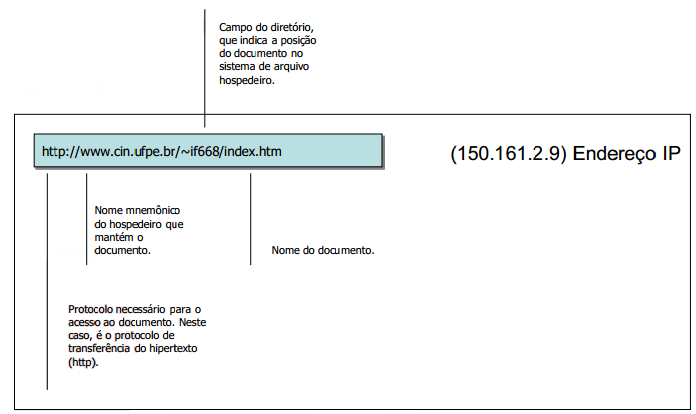 Campo do diretório,
que indica a posição
do documento no
sistema de arquivo
hospedeiro.
http://www.cin.ufpe.br/~if668/index.htm
(150.161.2.9) Endereço IP
Nome mnemônico
do hospedeiro que
mantém o
documento.
Nome do documento.
Protocolo necessário para o
acesso ao documento. Neste
caso, é o protocolo de
transferência do hipertexto
(http).